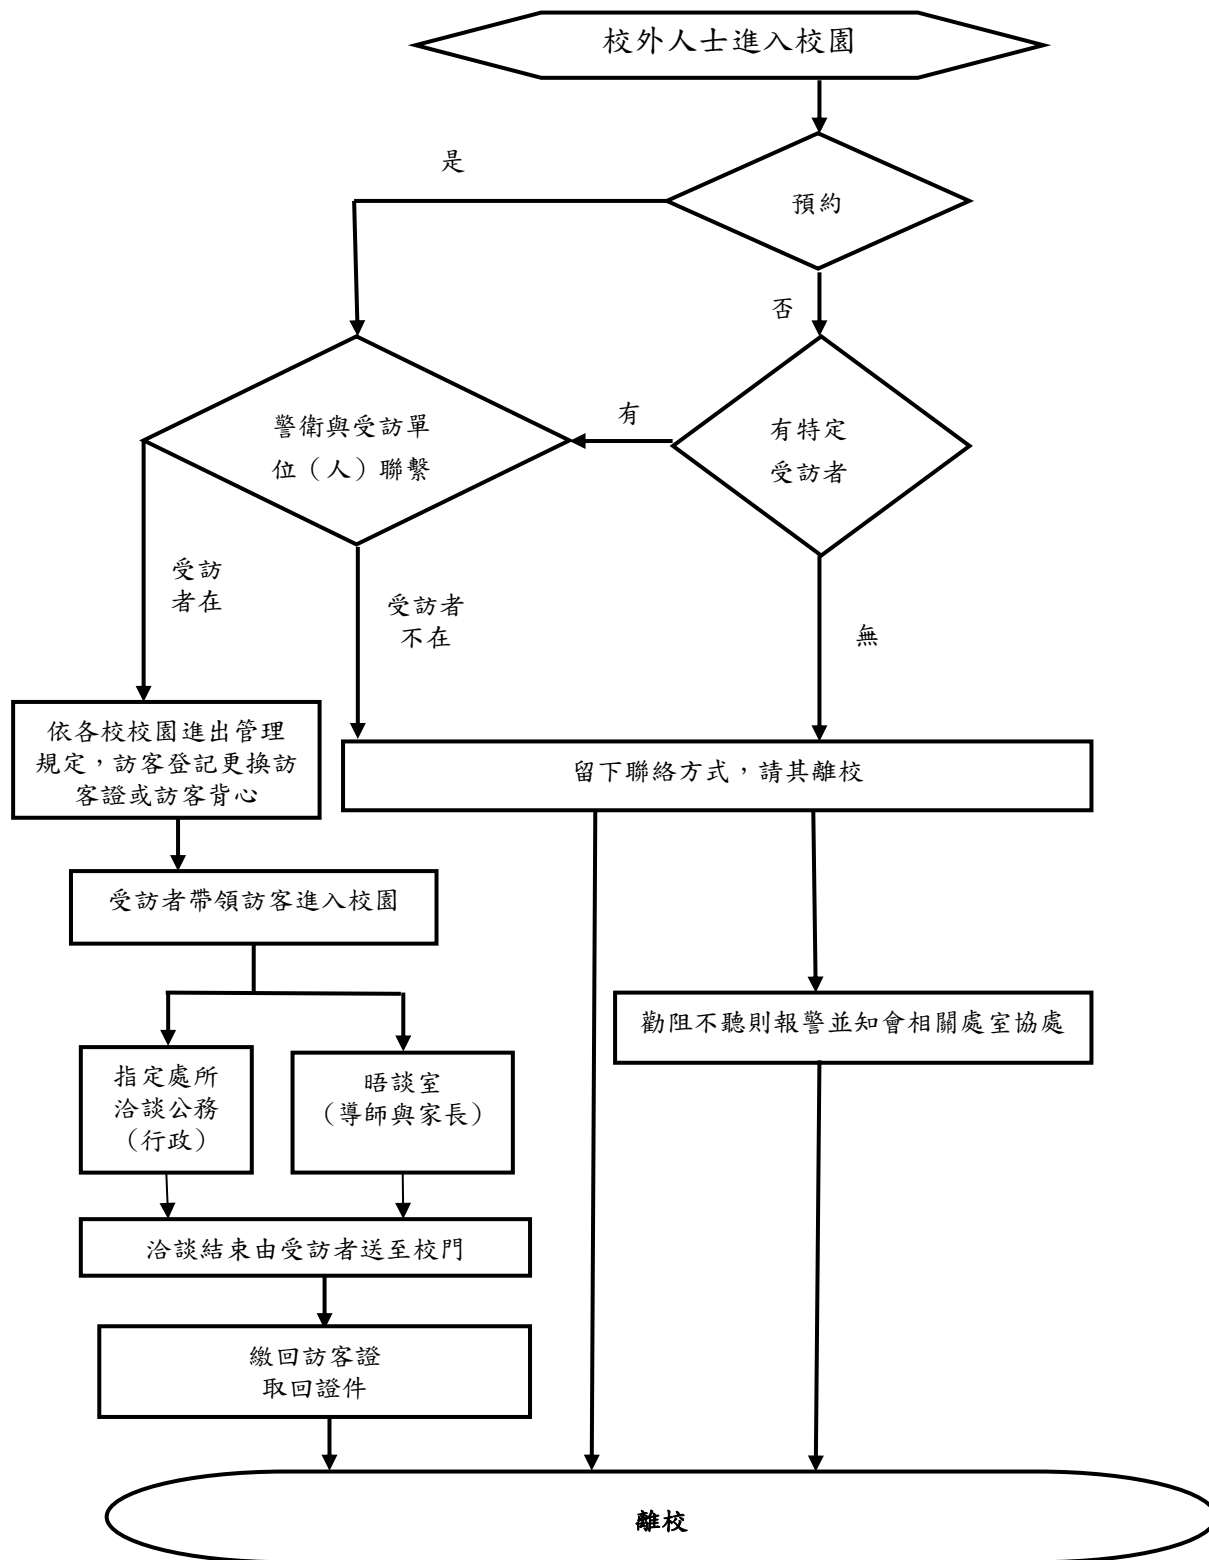 校外人士進入校園
是
預約
否
警衛與受訪單
位（人）聯繫
有
有特定
受訪者
受訪
者在
受訪者
不在
無
依各校校園進出管理
規定，訪客登記更換訪
客證或訪客背心
留下聯絡方式，請其離校
受訪者帶領訪客進入校園
勸阻不聽則報警並知會相關處室協處
指定處所
洽談公務
（行政）
晤談室
（導師與家長）
洽談結束由受訪者送至校門
繳回訪客證
取回證件
離校